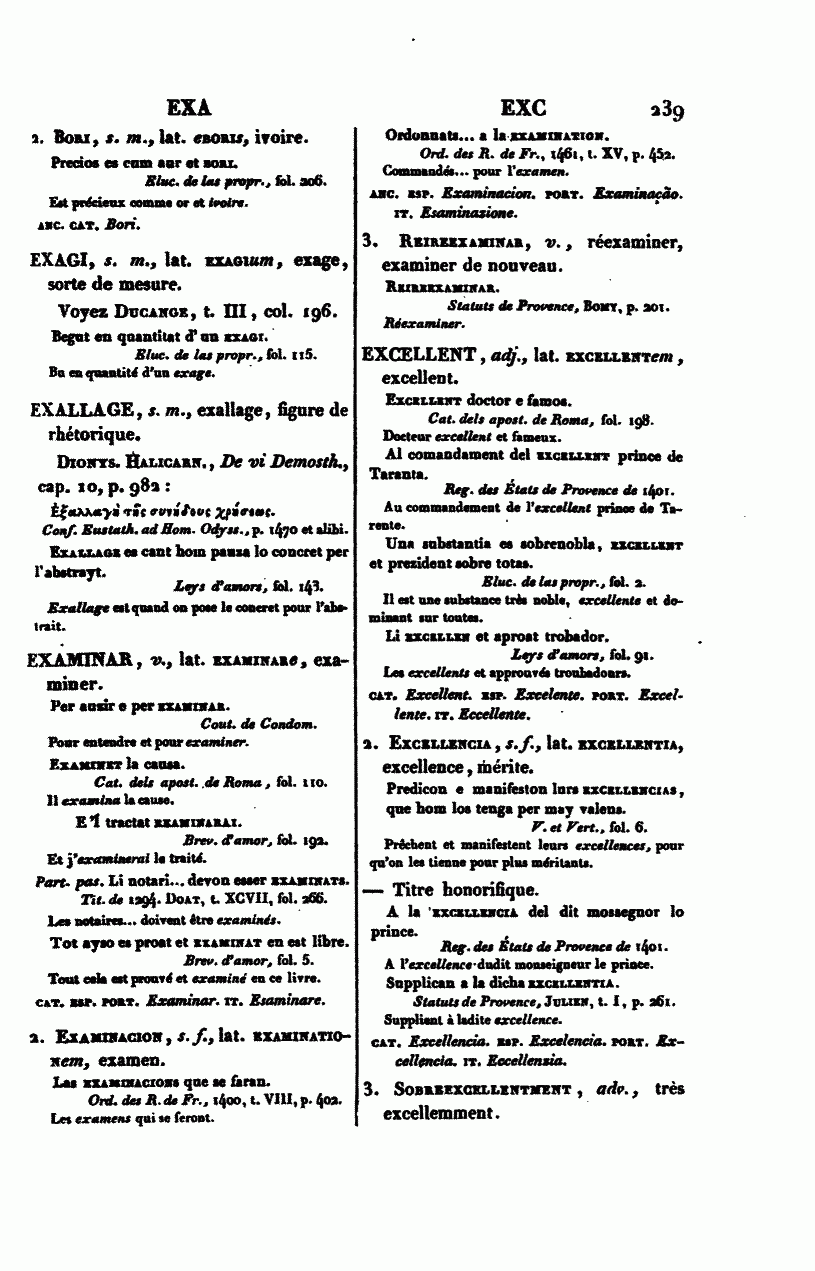 EXA
EXC
239
2. BORI, s. m., lat. EBORIS, ivoire.
Precios es cum aur et BORI.
Eluc. de las propr., fol. 206.
Est précieux comme or et ivoire.
ANC. CAT. Bori.
EXAGI, s. m., lat. EXAGIum, exage,
sorte de mesure.
Voyez DUCANGE, t. III, col. 196.
Begut en quantitat d'un EXAGI.
Eluc. de las propr., fol. 115.
Bu en quantité d'un exage.
EXALLAGE, s. m., exallage, figure de
rhétorique.
DIONYS. HALICARN., De vi Demosth.,
cap. 10, p. 982 :
Conf. Eustath. ad Hom. Odyss., p. 1470 et alibi.
EXALLAGE es cant hom pausa lo concret per
l'abstrayt.
Leys d'amors, fol. 143.
Exallage est quand on pose le concret pour l'abs-
trait.
EXAMINAR, v., lat. EXAMINARe, exa-
miner.
Per auzir e per EXAMINAR.
Cout. de Condom.
Pour entendre et pour examiner.
EXAMINET la causa.
Cat. dels apost. de Roma, fol. 110.
Il examina la cause.
E'l tractat EXAMINARAI.
Brev. d'amor, fol. 192.
Et j'examinerai le traité.
Part. pas. Li notari... devon esser EXAMINATS.
Tit. de 1294. DOAT, t. XCVII, fol. 266.
Les notaires... doivent être examinés.
Tot ayso es proat et EXAMINAT en est libre.
Brev. d'amor, fol. 5.
Tout cela est prouvé et examiné en ce livre.
CAT. ESP. PORT. Examinar. IT. Esaminare.
2. EXAMINACION, s. f., lat. EXAMINATIO-
Nem, examen.
Las EXAMINACIONS que se faran.
Ord. des R. de Fr., 1400, t. VIII, p. 402.
Les examens qui se feront.
Ordonnats... a la EXAMINATION.
Ord. des R. de Fr., 1461, t. XV, p. 452.
Commandés... pour l'examen.
ANC. ESP. Examinacion. PORT. Examinação.
IT. Esaminazione.
3. REIREEXAMINAR, v., réexaminer,
examiner de nouveau.
REIREEXAMINAR.
Statuts de Provence, BOMY, p. 201.
Réexaminer.
EXCELLENT, adj., lat. EXCELLENTem,
excellent.
EXCELLENT doctor e famos.
Cat. dels apost. de Roma, fol. 198.
Docteur excellent et fameux.
Al comandament del EXCELLENT prince de
Taranta.
Reg. des États de Provence de 1401.
Au commandement de l'excellent prince de Ta-
rente.
Una substantia es sobrenobla, EXCELLENT
et prezident sobre totas.
Eluc. de las propr., fol. 2.
Il est une substance très noble, excellente et do-
minant sur toutes.
Li EXCELLEN et aproat trobador.
Leys d'amors, fol. 91.
Les excellents et approuvés troubadours.
CAT. Excellent. ESP. Excelente. PORT. Excel-
lente. IT. Eccellente.
2. EXCELLENCIA, s. f., lat. EXCELLENTIA,
excellence, mérite.
Predicon e manifeston lurs EXCELLENCIAS,
que hom los tenga per may valens.
V. et Vert., fol. 6.
Prêchent et manifestent leurs excellences, pour
qu'on les tienne pour plus méritants.
— Titre honorifique.
A la EXCELLENCIA del dit mossegnor lo
prince.
Reg. des États de Provence de 1401.
A l'excellence dudit monseigneur le prince.
Supplican a la dicha EXCELLENTIA.
Statuts de Provence, JULIEN, t. I, p. 261.
Suppliant à ladite excellence.
CAT. Excellencia. ESP. Excelencia. PORT. Ex-
cellencia. IT. Eccellenzia.
3. SOBREEXCELLENTMENT, adv., très
excellemment.